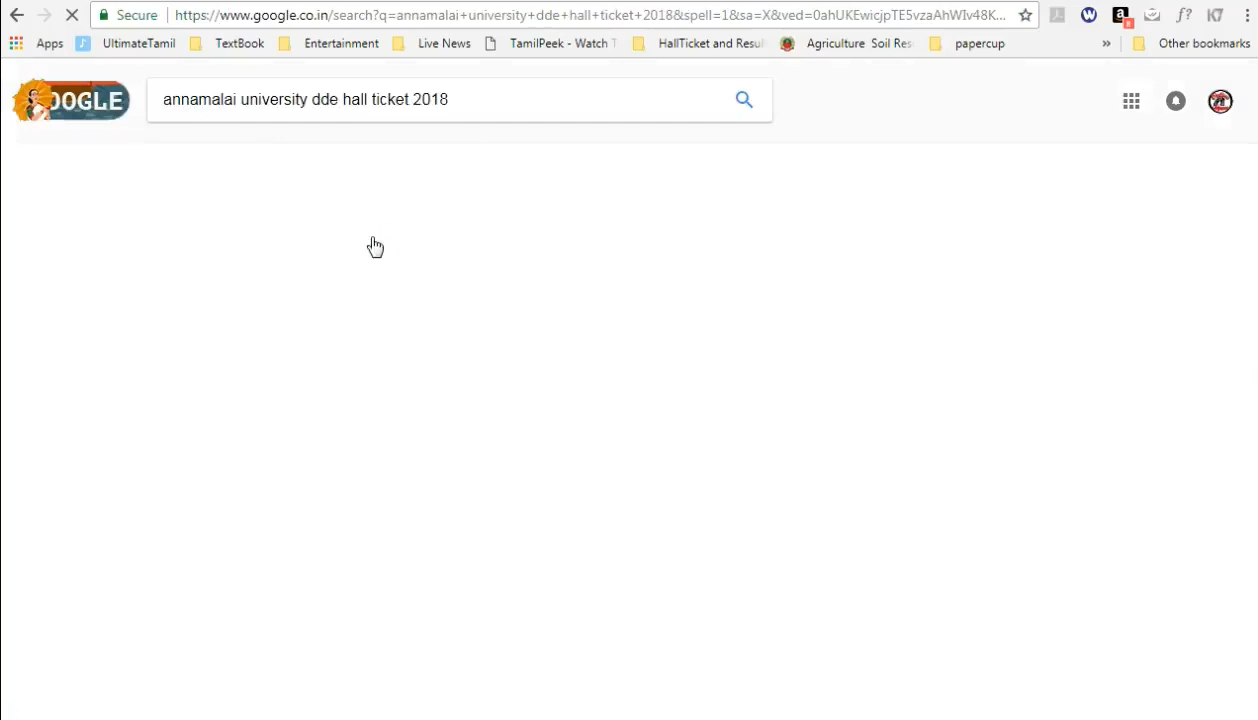 Secure https://www.google.co.in/search?q=annamalai+university+dde+hall+ticket+2018&spell=1&sa=X&ved=0ahUKEwicjpTE5vzaAhWIv48K... a 8 f? K7
Apps UltimateTamil TextBook Entertainment Live News TamilPeek - Watch T HallTicket and Resul Agriculture Soil Res papercup » Other bookmarks
OOGLE annamalai university dde hall ticket 2018